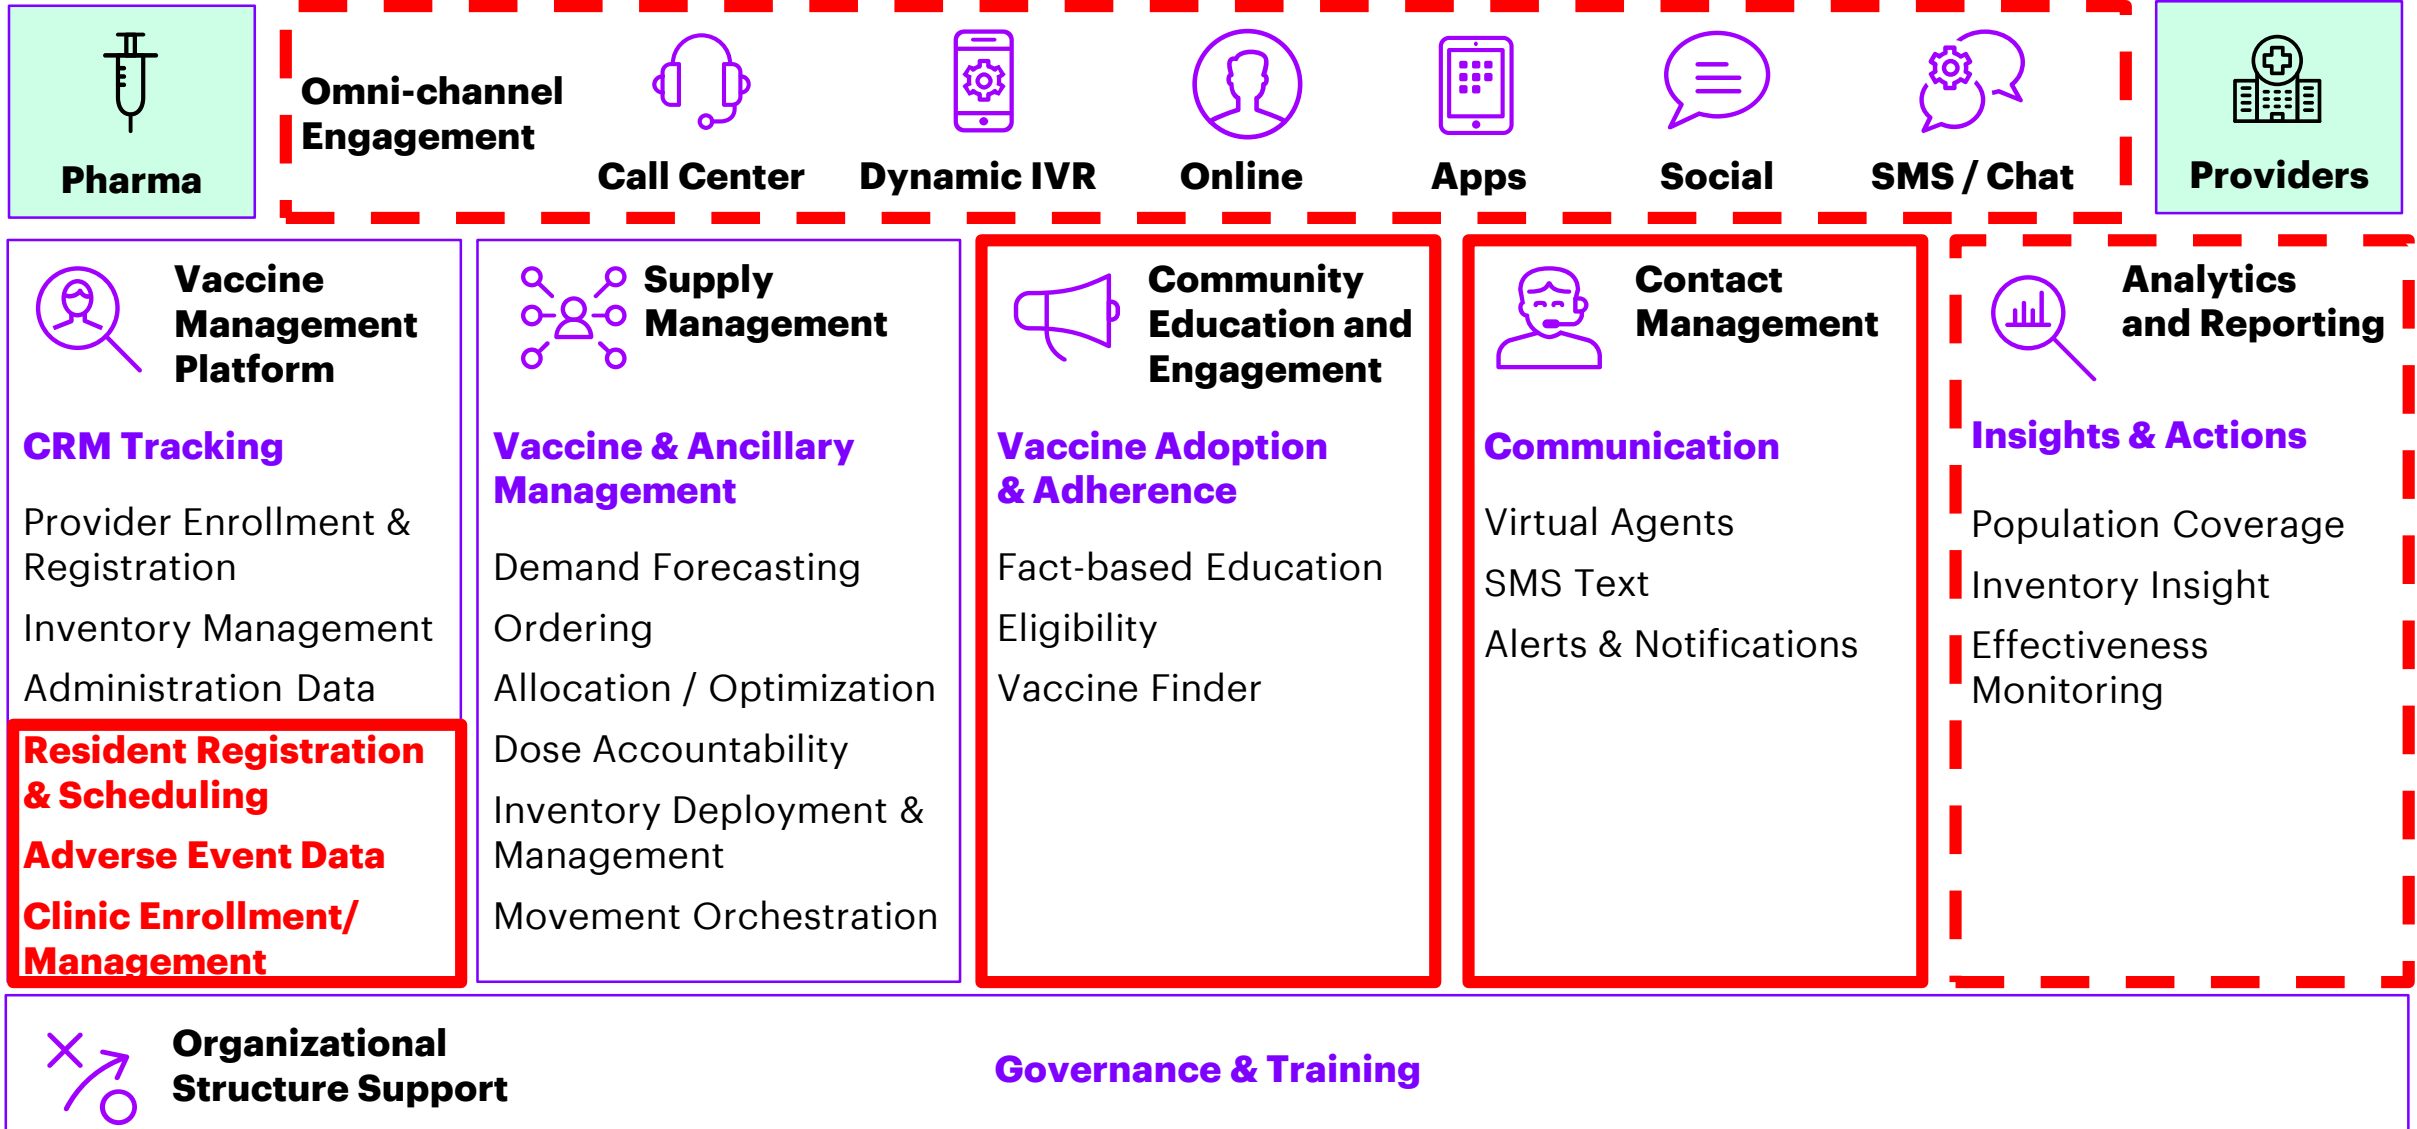 Pharma
Omni-channel
Engagement
Call Center
Dynamic IVR
Online
Apps
Social
SMS / Chat
Providers
Vaccine
Management
Platform
CRM Tracking
Provider Enrollment &
Registration
Inventory Management
Administration Data
Resident Registration
& Scheduling
Adverse Event Data
Clinic Enrollment/
Management
Supply
Management
Vaccine & Ancillary
Management
Demand Forecasting
Ordering
Allocation / Optimization
Dose Accountability
Inventory Deployment &
Management
Movement Orchestration
Community
Education and
Engagement
Vaccine Adoption
& Adherence
Fact-based Education
Eligibility
Vaccine Finder
Contact
Management
Communication
Virtual Agents
SMS Text
Alerts & Notifications
Analytics
and Reporting
Insights & Actions
Population Coverage
Inventory Insight
Effectiveness
Monitoring
Organizational
Structure Support
Governance & Training